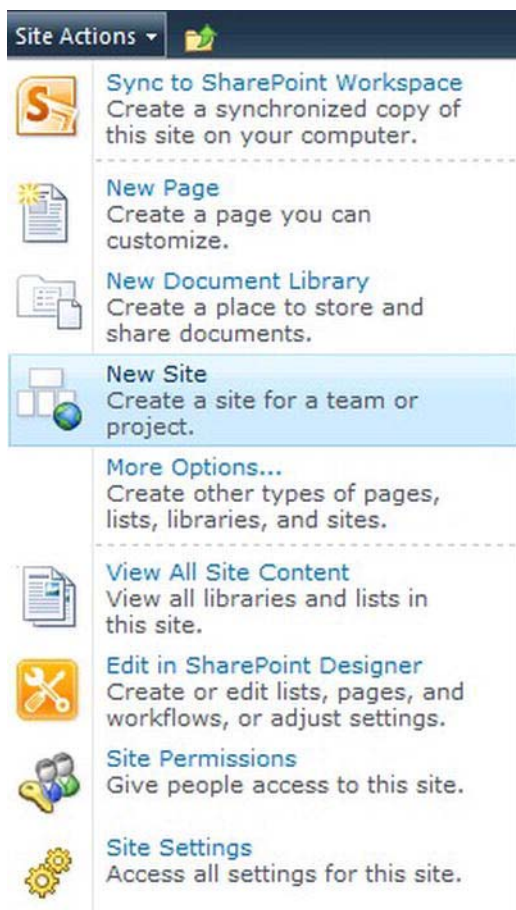 Site Actions
Sync to SharePoint Workspace
Create a synchronized copy of
this site on your computer.
New Page
Create a page you can
customize.
New Document Library
Create a place to store and
share documents.
New Site
Create a site for a team or
project.
More Options...
Create other types of pages,
lists, libraries, and sites.
View All Site Content
View all libraries and lists in
this site.
Edit in SharePoint Designer
Create or edit lists, pages, and
workflows, or adjust settings.
Site Permissions
Give people access to this site.
Site Settings
Access all settings for this site.